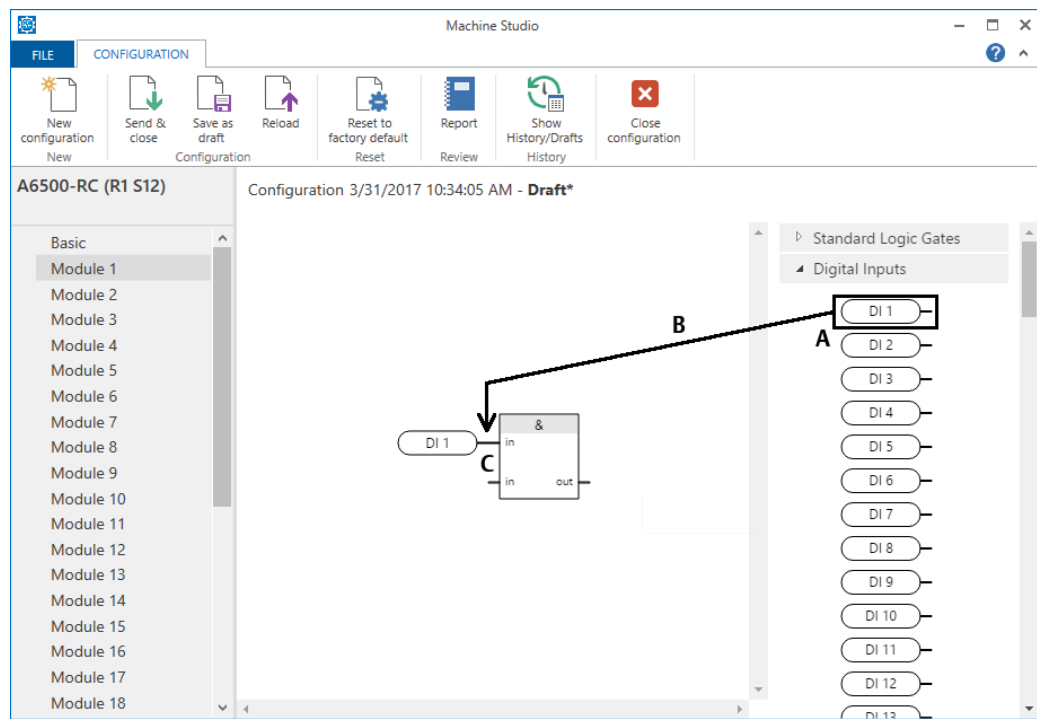 Machine Studio
FILE
CONFIGURATION
?
New configuration
Send & close
Save as draft
Reload
Reset to factory default
Report
Show History/Drafts
Close configuration
New
Configuration
Reset
Review
History
A6500-RC (R1 S12)
Configuration 3/31/2017 10:34:05 AM - Draft*
Basic
Module 1
Module 2
Module 3
Module 4
Module 5
Module 6
Module 7
Module 8
Module 9
Module 10
Module 11
Module 12
Module 13
Module 14
Module 15
Module 16
Module 17
Module 18
B
A
C
DI 1
&
in
in
out
Standard Logic Gates
Digital Inputs
DI 1
DI 2
DI 3
DI 4
DI 5
DI 6
DI 7
DI 8
DI 9
DI 10
DI 11
DI 12
DI 13